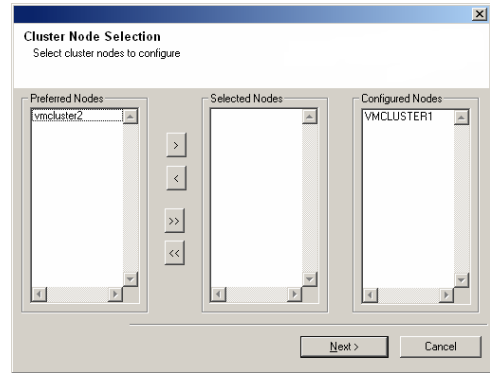 Cluster Node Selection
Select cluster nodes to configure
Preferred Nodes
Selected Nodes
Configured Nodes
vmcluster2
VMCLUSTER1
>
<
>>
<<
Next >
Cancel